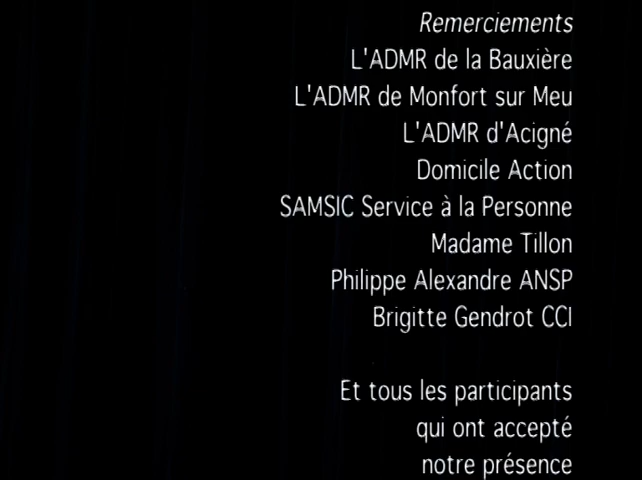 Remerciements
L'ADMR de la Bauxière
L'ADMR de Monfort sur Meu
L'ADMR d'Acigné
Domicile Action
SAMSIC Service à la Personne
Madame Tillon
Philippe Alexandre ANSP
Brigitte Gendrot CCI
Et tous les participants
qui ont accepté
notre présence